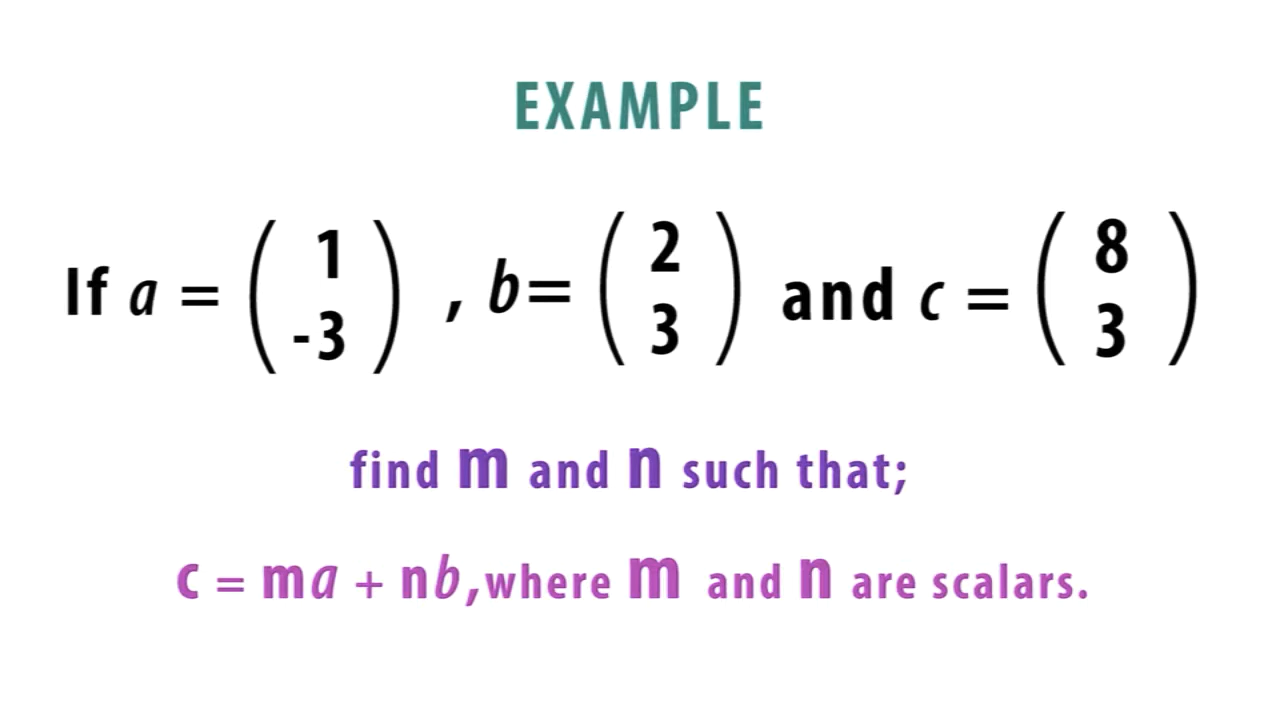 EXAMPLE
If a = ( 1 -3 ) , b= ( 2 3 ) and c = ( 8 3 )
find m and n such that;
c = ma + nb,where m and n are scalars.